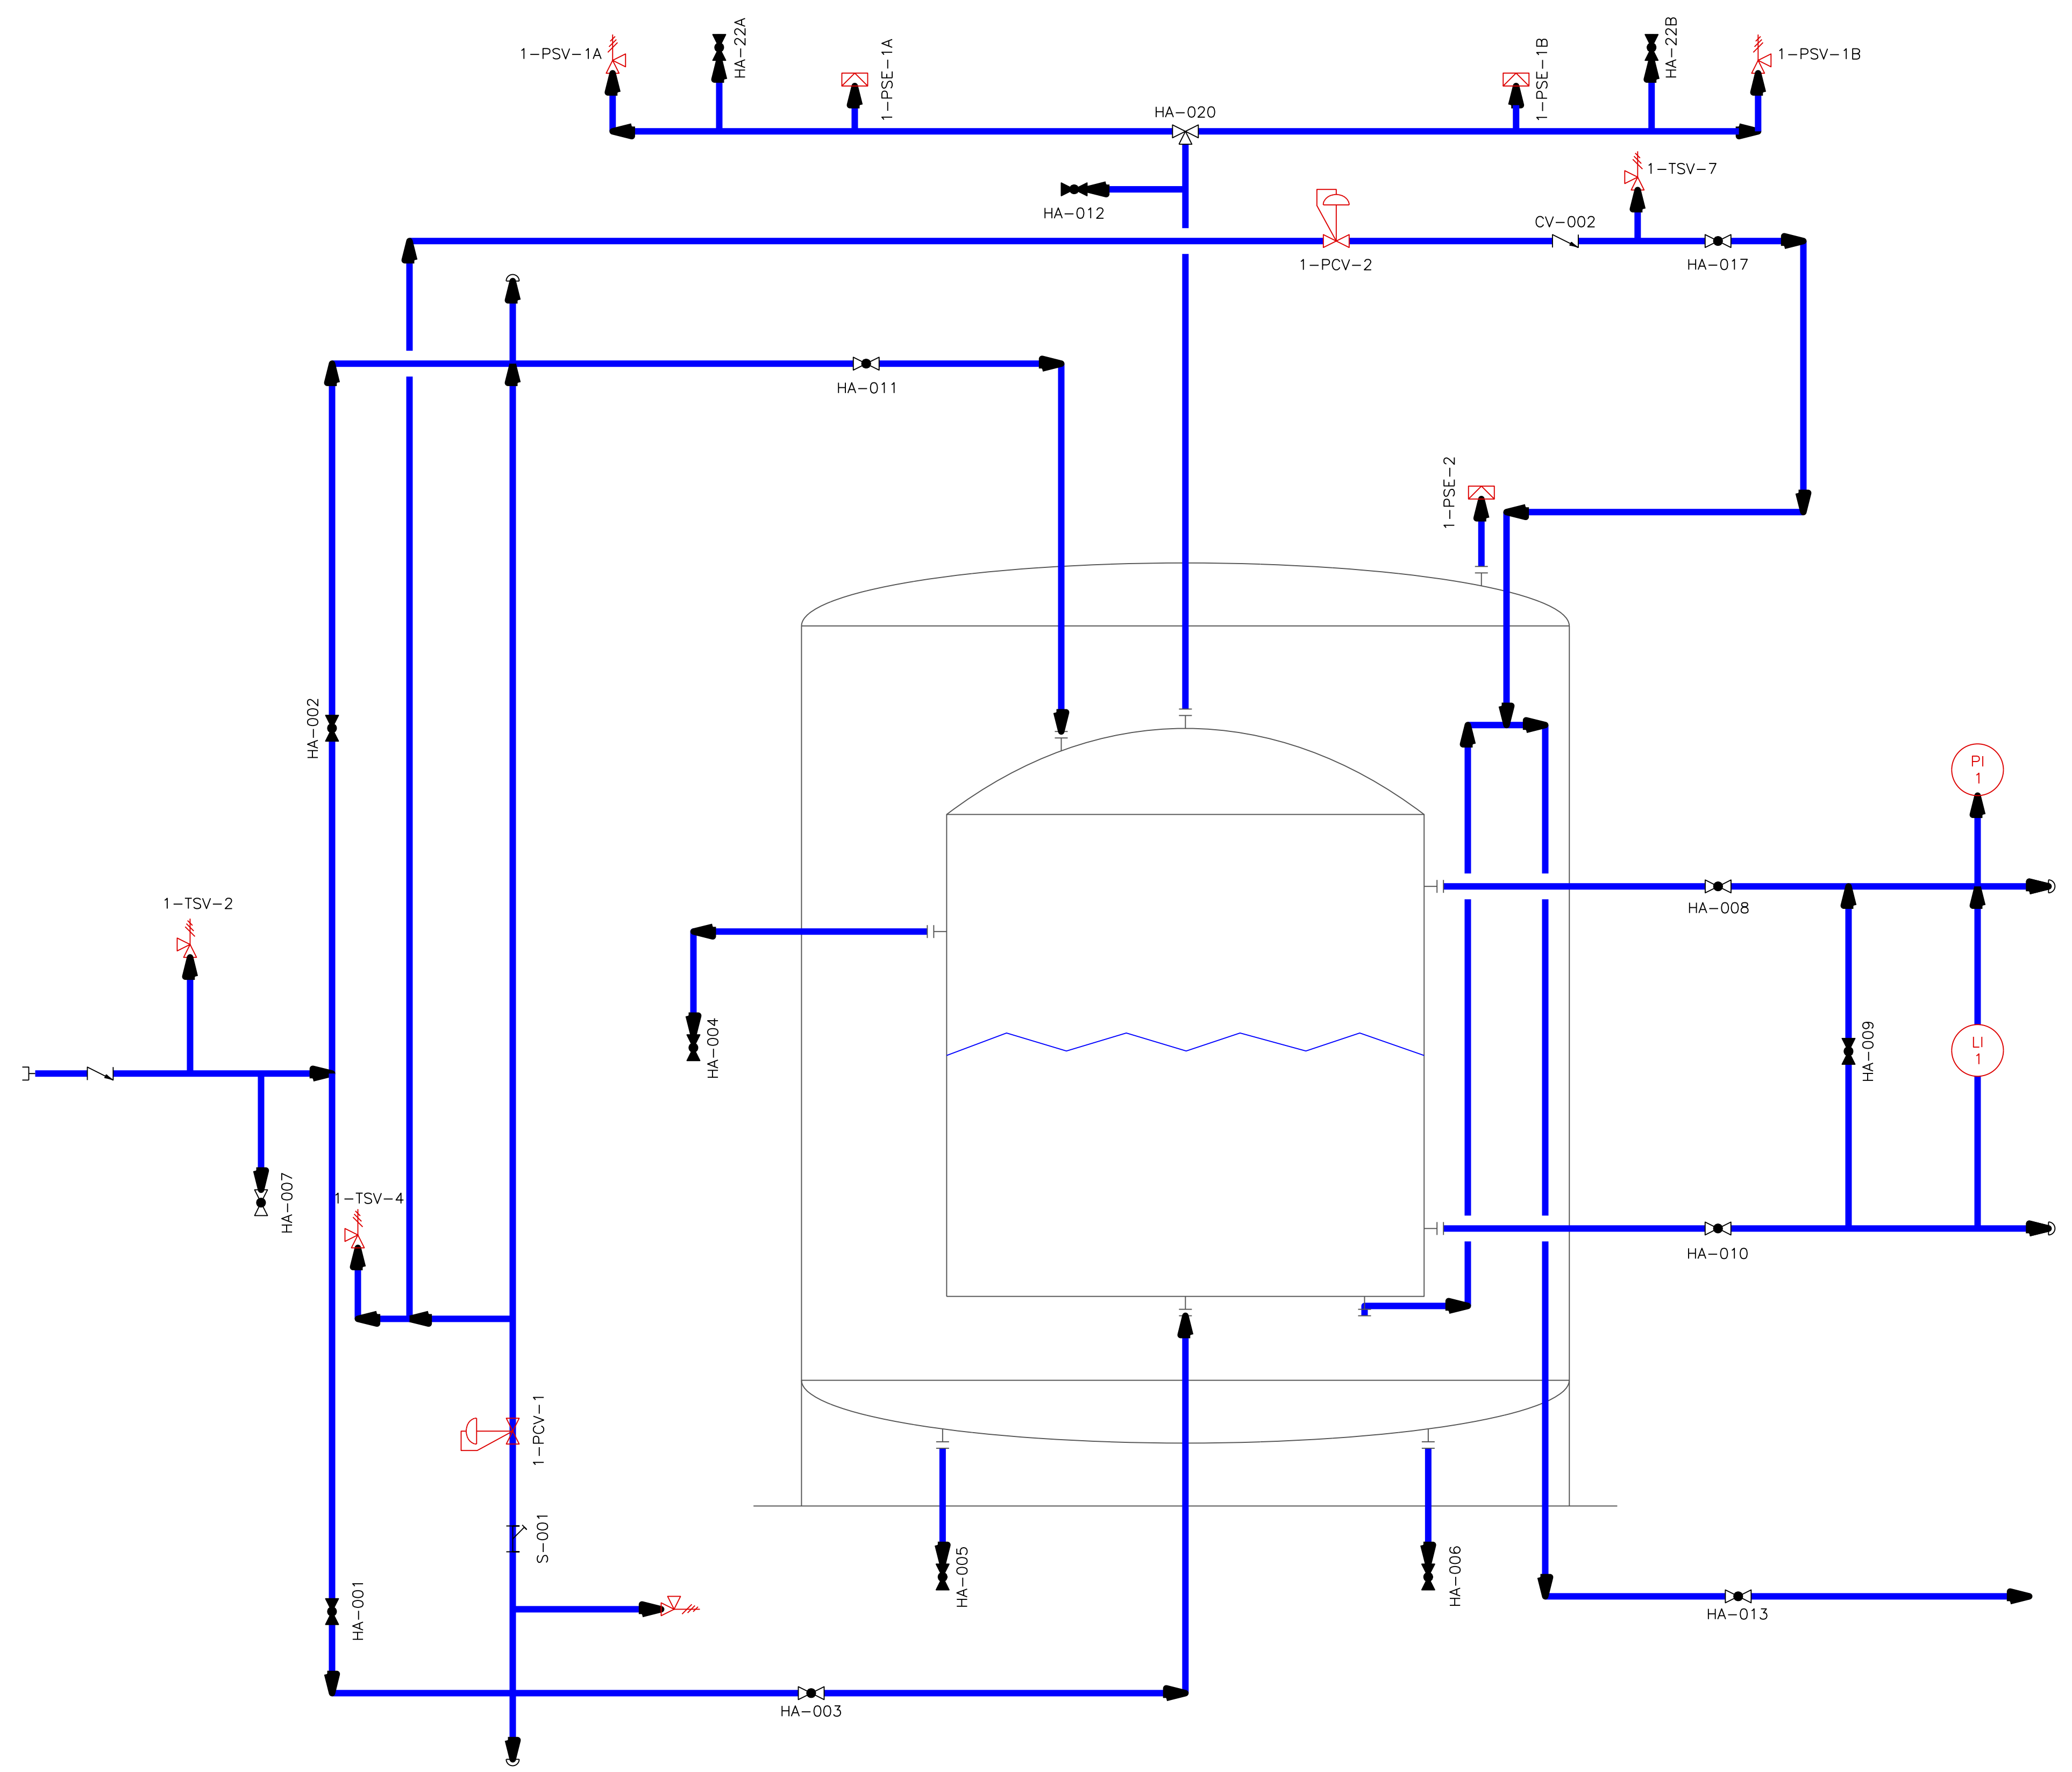 1-PSV-1A
HA-22A
1-PSE-1A
HA-020
1-PSE-1B
HA-22B
1-PSV-1B
HA-012
1-TSV-7
CV-002
1-PCV-2
HA-017
HA-011
1-PSE-2
HA-002
PI
1
HA-008
1-TSV-2
HA-004
HA-009
LI
1
HA-007
1-TSV-4
HA-010
1-PCV-1
S-001
HA-005
HA-006
HA-001
HA-013
HA-003